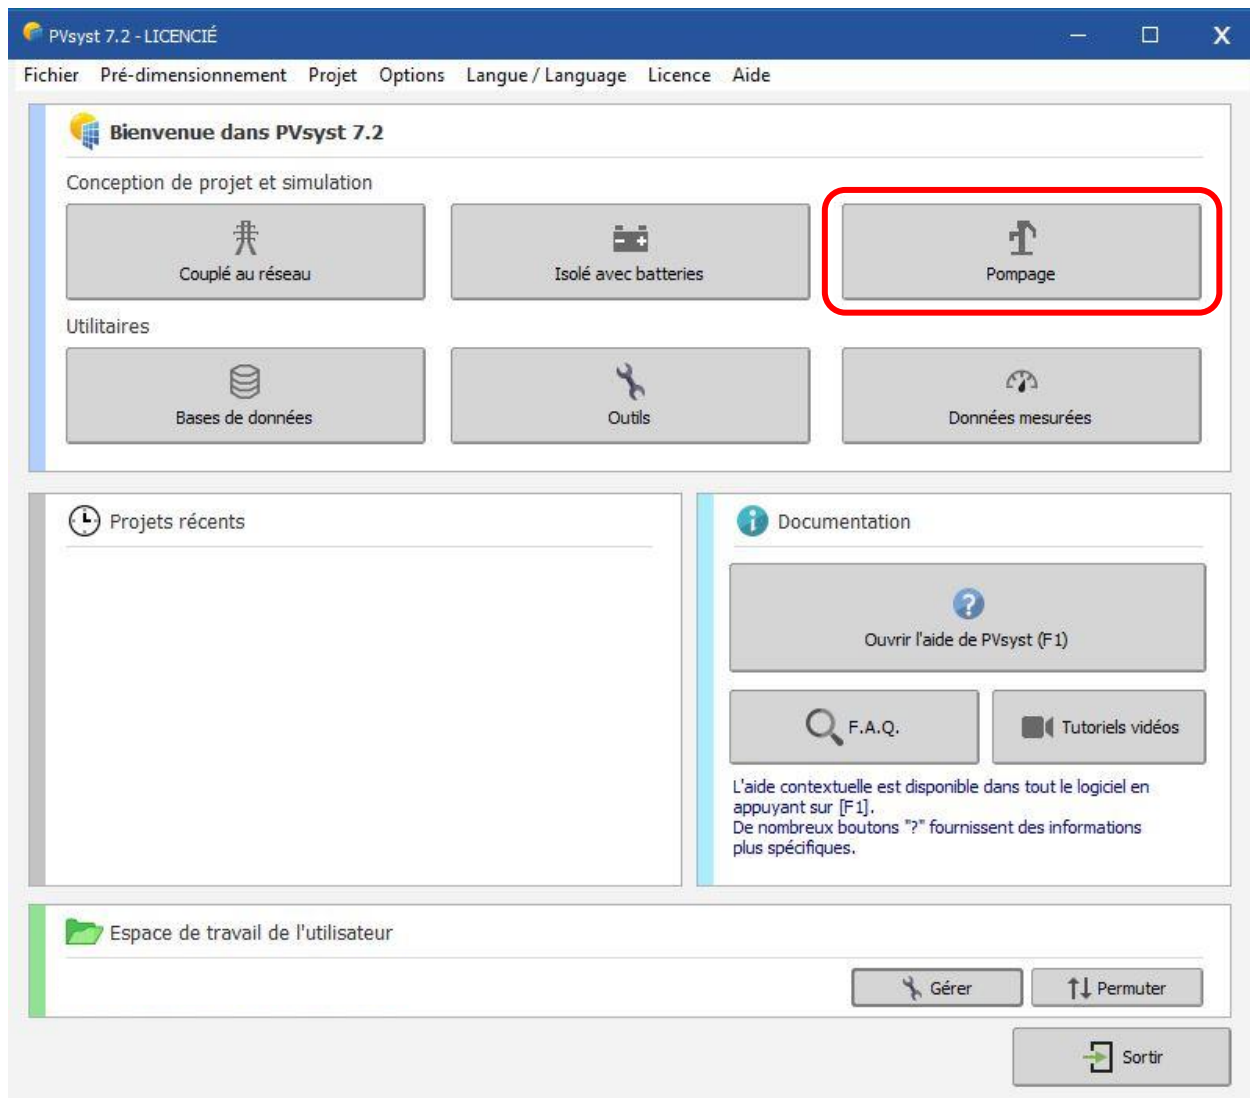 PVsyst 7.2 - LICENCIÉ
Fichier Pré-dimensionnement Projet Options Langue / Language Licence Aide
Bienvenue dans PVsyst 7.2
Conception de projet et simulation
Couplé au réseau
Isolé avec batteries
Pompage
Utilitaires
Bases de données
Outils
Données mesurées
Projets récents
Documentation
Ouvrir l'aide de PVsyst (F1)
F.A.Q.
Tutoriels vidéos
L'aide contextuelle est disponible dans tout le logiciel en
appuyant sur [F1].
De nombreux boutons "?" fournissent des informations
plus spécifiques.
Espace de travail de l'utilisateur
Gérer
Permuter
Sortir